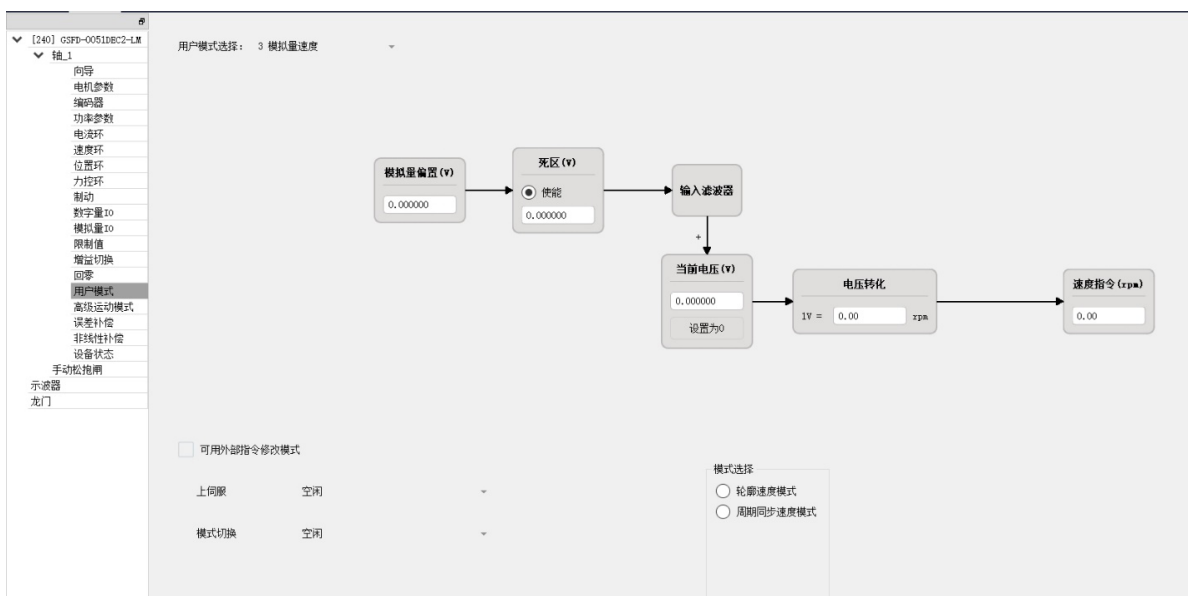 [240] GSFD-0051DEC2-LM
轴_1
向导
电机参数
编码器
功率参数
电流环
速度环
位置环
力控环
制动
数字量IO
模拟量IO
限制值
增益切换
回零
用户模式
高级运动模式
误差补偿
非线性补偿
设备状态
手动松抱闸
示波器
龙门
用户模式选择： 3 模拟量速度
模拟量偏置(V)
0.000000
死区(V)
使能
0.000000
输入滤波器
+
当前电压(V)
0.000000
设置为0
电压转化
1V = 0.00 rpm
速度指令(rpm)
0.00
可用外部指令修改模式
上伺服 空闲
模式切换 空闲
模式选择
轮廓速度模式
周期同步速度模式